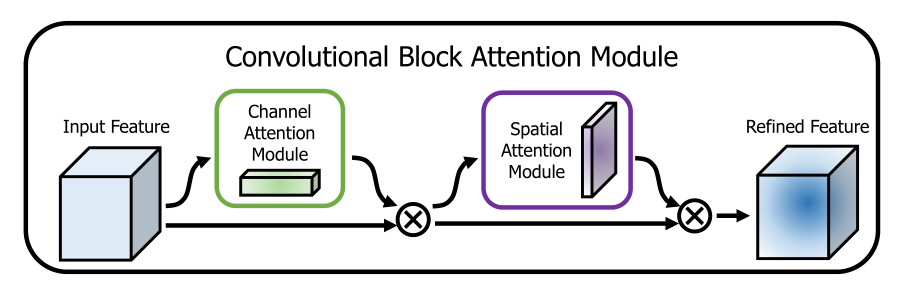 Convolutional Block Attention Module
Input Feature
Channel
Attention
Module
Spatial
Attention
Module
Refined Feature